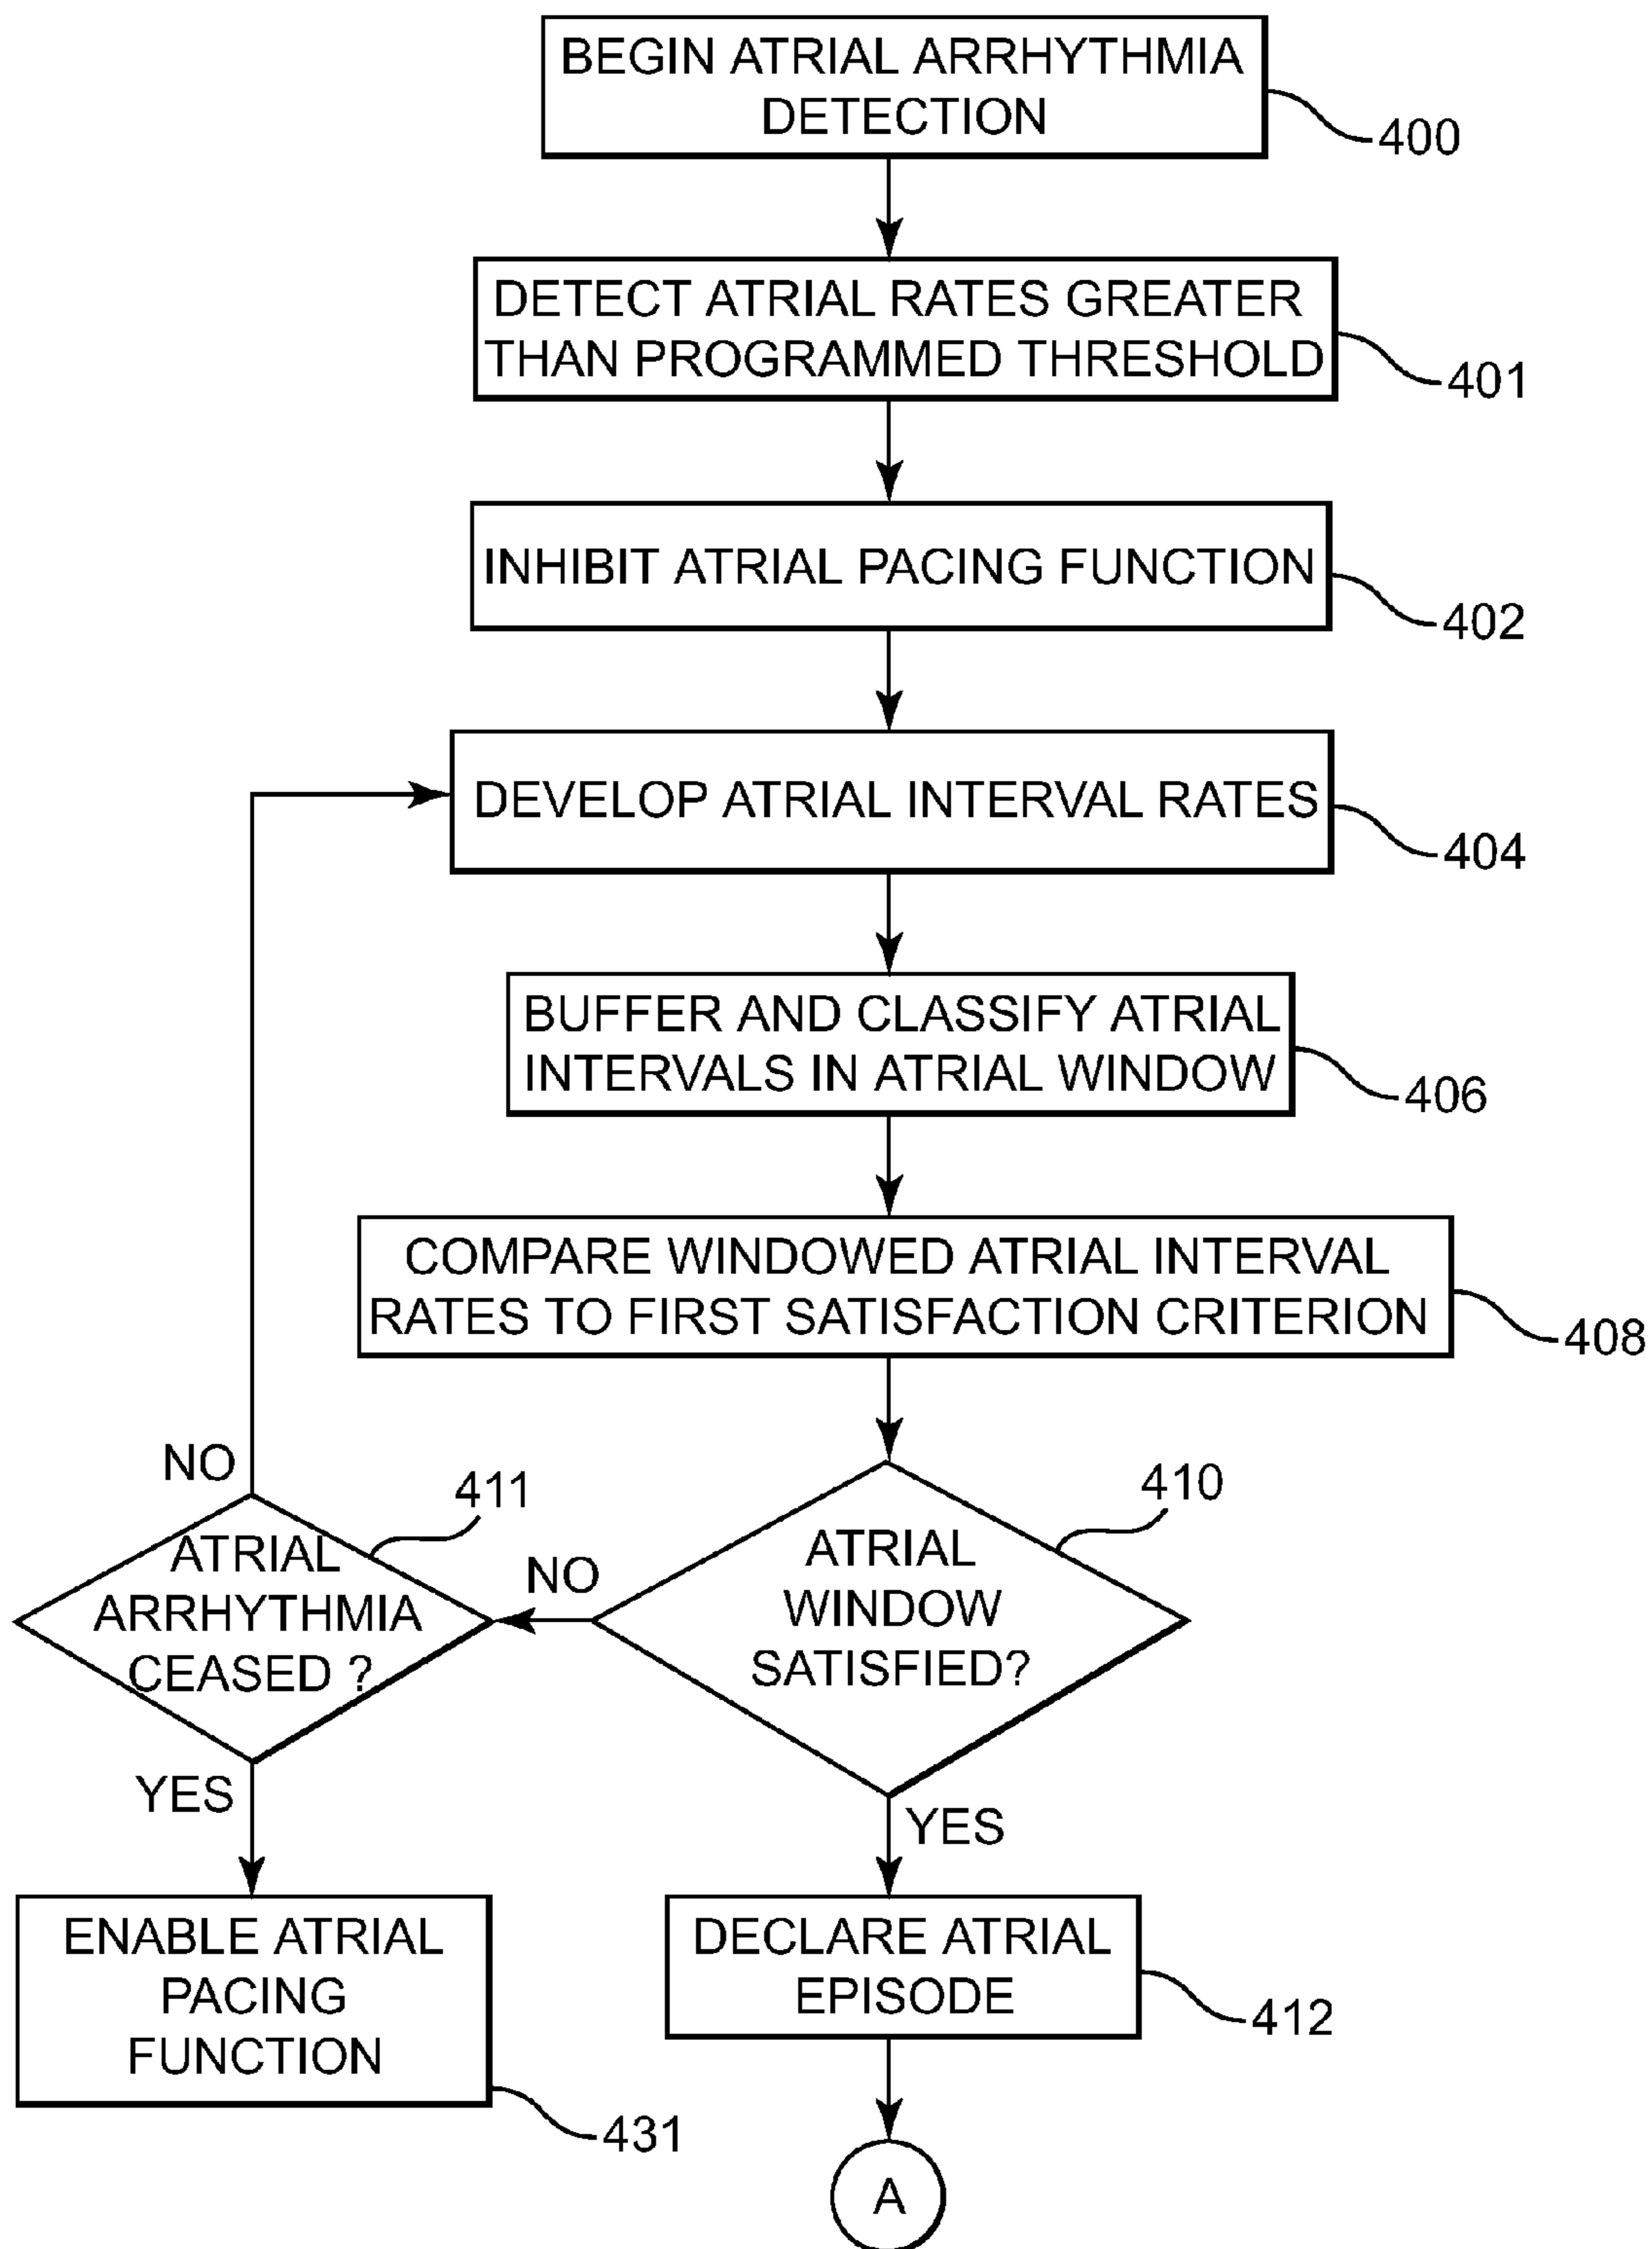 BEGIN ATRIAL ARRHYTHMIA
DETECTION
400
DETECT ATRIAL RATES GREATER
THAN PROGRAMMED THRESHOLD
401
INHIBIT ATRIAL PACING FUNCTION
402
DEVELOP ATRIAL INTERVAL RATES
404
BUFFER AND CLASSIFY ATRIAL
INTERVALS IN ATRIAL WINDOW
406
COMPARE WINDOWED ATRIAL INTERVAL
RATES TO FIRST SATISFACTION CRITERION
408
ATRIAL
WINDOW
SATISFIED?
410
NO
ATRIAL
ARRHYTHMIA
CEASED ?
411
NO
YES
ENABLE ATRIAL
PACING
FUNCTION
431
YES
DECLARE ATRIAL
EPISODE
412
A